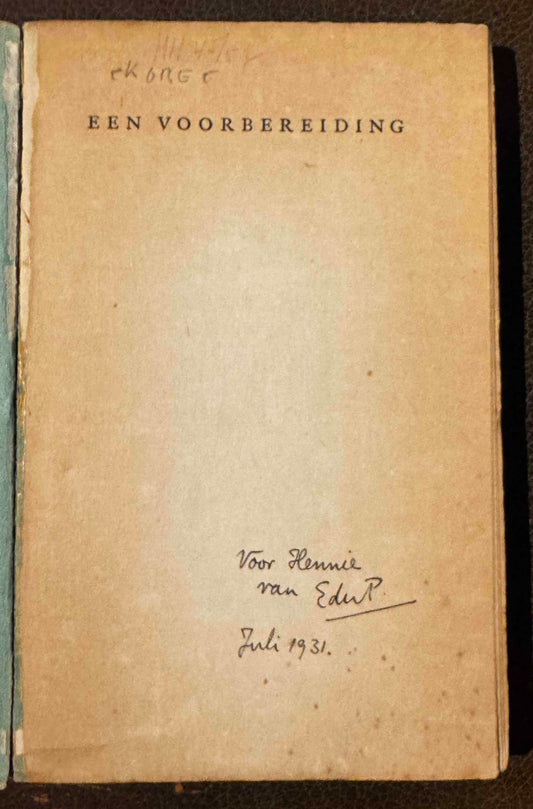 EEN VOORBEREIDING
Voor Hennie
van EduP.
Juli 1931.